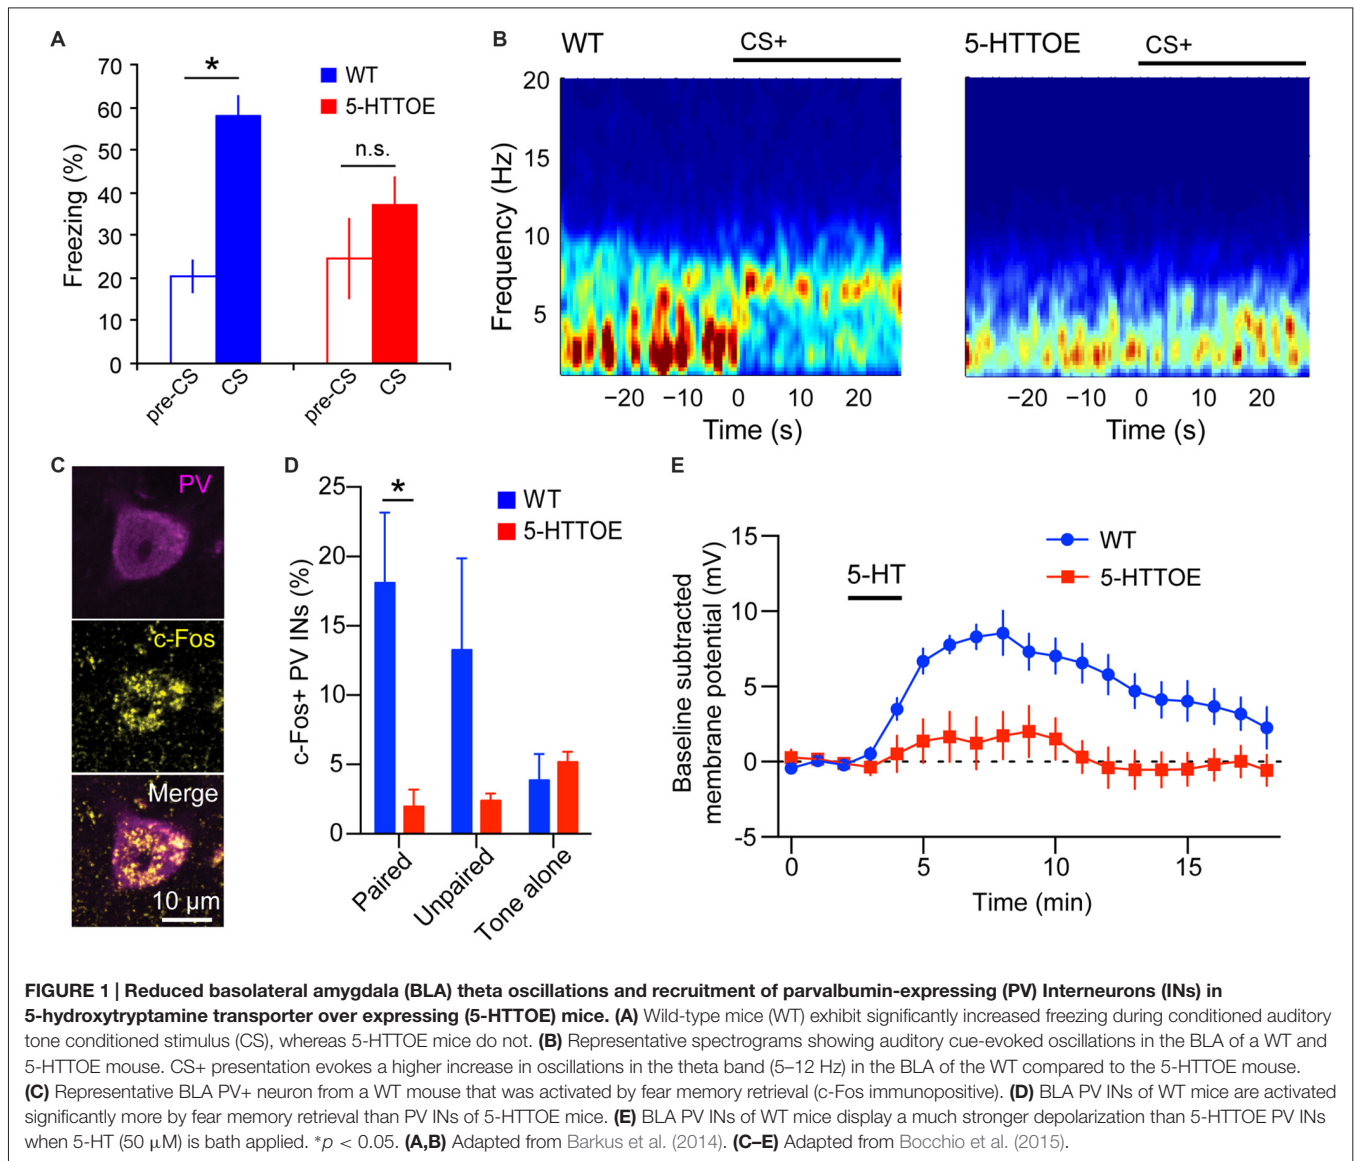 A
70
60
50
40
30
20
10
0
Freezing (%)
*
n.s.
WT
5-HTTOE
pre-CS
CS
pre-CS
CS
B
WT
CS+
5-HTTOE
CS+
20
15
10
5
Frequency (Hz)
−20 −10 0 10 20
Time (s)
−20 −10 0 10 20
Time (s)
C
PV
c-Fos
Merge
10 µm
D
25
20
15
10
5
0
c-Fos+ PV INs (%)
*
WT
5-HTTOE
Paired
Unpaired
Tone alone
E
15
10
5
0
-5
Baseline subtracted
membrane potential (mV)
5-HT
WT
5-HTTOE
0 5 10 15
Time (min)
FIGURE 1 | Reduced basolateral amygdala (BLA) theta oscillations and recruitment of parvalbumin-expressing (PV) Interneurons (INs) in
5-hydroxytryptamine transporter over expressing (5-HTTOE) mice. (A) Wild-type mice (WT) exhibit significantly increased freezing during conditioned auditory
tone conditioned stimulus (CS), whereas 5-HTTOE mice do not. (B) Representative spectrograms showing auditory cue-evoked oscillations in the BLA of a WT and
5-HTTOE mouse. CS+ presentation evokes a higher increase in oscillations in the theta band (5–12 Hz) in the BLA of the WT compared to the 5-HTTOE mouse.
(C) Representative BLA PV+ neuron from a WT mouse that was activated by fear memory retrieval (c-Fos immunopositive). (D) BLA PV INs of WT mice are activated
significantly more by fear memory retrieval than PV INs of 5-HTTOE mice. (E) BLA PV INs of WT mice display a much stronger depolarization than 5-HTTOE PV INs
when 5-HT (50 µM) is bath applied. *p < 0.05. (A,B) Adapted from Barkus et al. (2014). (C–E) Adapted from Bocchio et al. (2015).